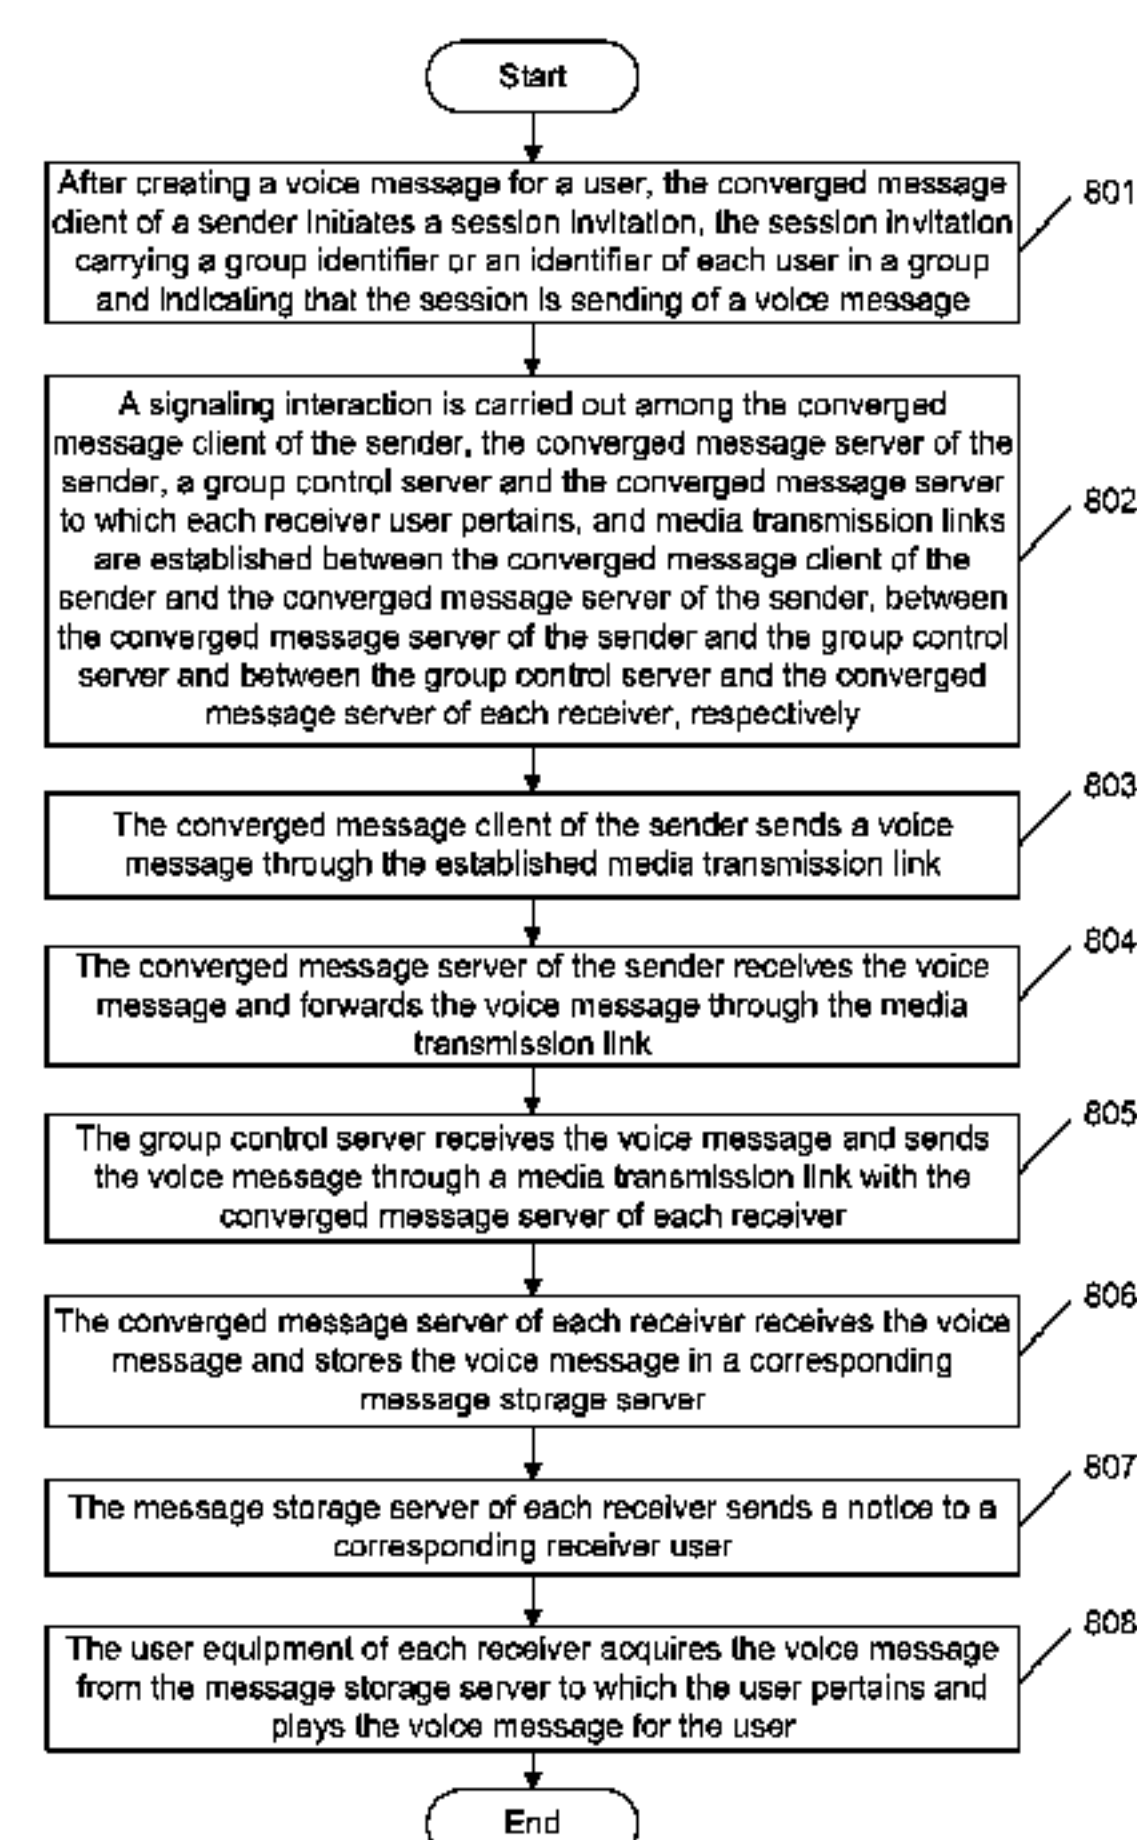 Start
After creating a voice message for a user, the converged message
client of a sender initiates a session invitation, the session invitation
carrying a group identifier or an identifier of each user in a group
and indicating that the session is sending of a voice message
801
A signaling interaction is carried out among the converged
message client of the sender, the converged message server of the
sender, a group control server and the converged message server
to which each receiver user pertains, and media transmission links
are established between the converged message client of the
sender and the converged message server of the sender, between
the converged message server of the sender and the group control
server and between the group control server and the converged
message server of each receiver, respectively
802
The converged message client of the sender sends a voice
message through the established media transmission link
803
The converged message server of the sender receives the voice
message and forwards the voice message through the media
transmission link
804
The group control server receives the voice message and sends
the voice message through a media transmission link with the
converged message server of each receiver
805
The converged message server of each receiver receives the voice
message and stores the voice message in a corresponding
message storage server
806
The message storage server of each receiver sends a notice to a
corresponding receiver user
807
The user equipment of each receiver acquires the voice message
from the message storage server to which the user pertains and
plays the voice message for the user
808
End